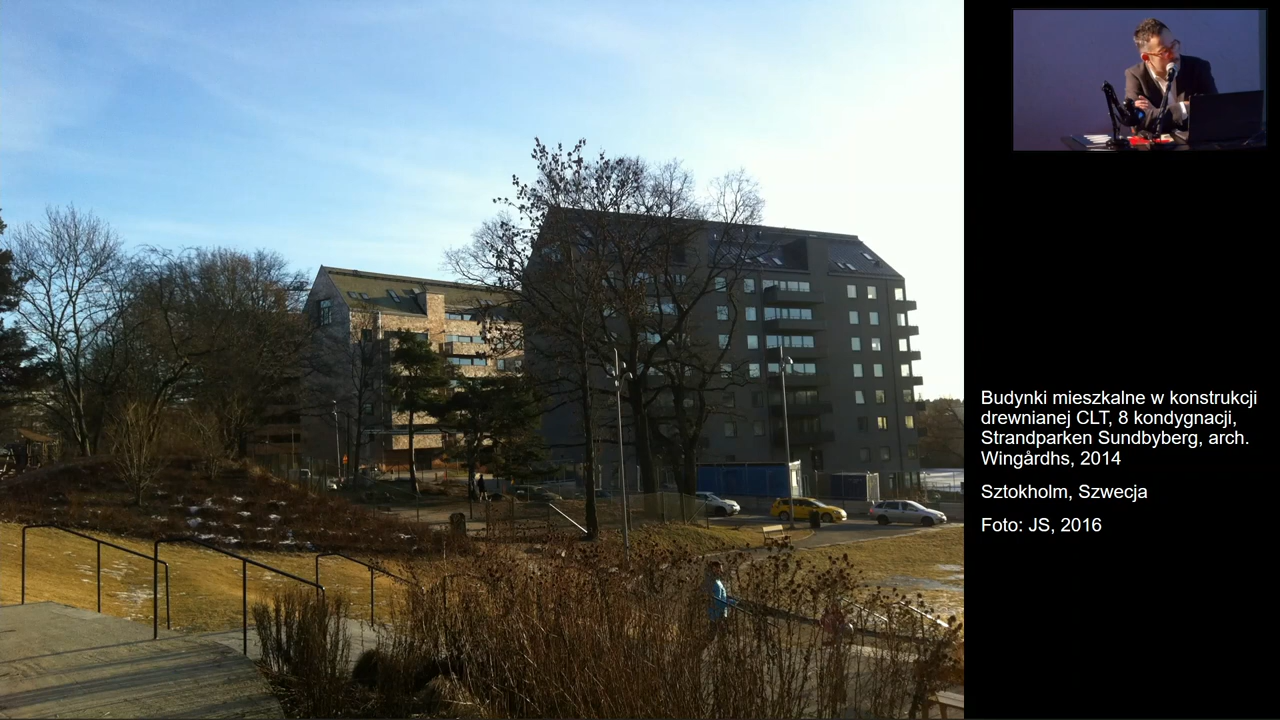 Budynki mieszkalne w konstrukcji
drewnianej CLT, 8 kondygnacji,
Strandparken Sundbyberg, arch.
Wingårdhs, 2014
Sztokholm, Szwecja
Foto: JS, 2016